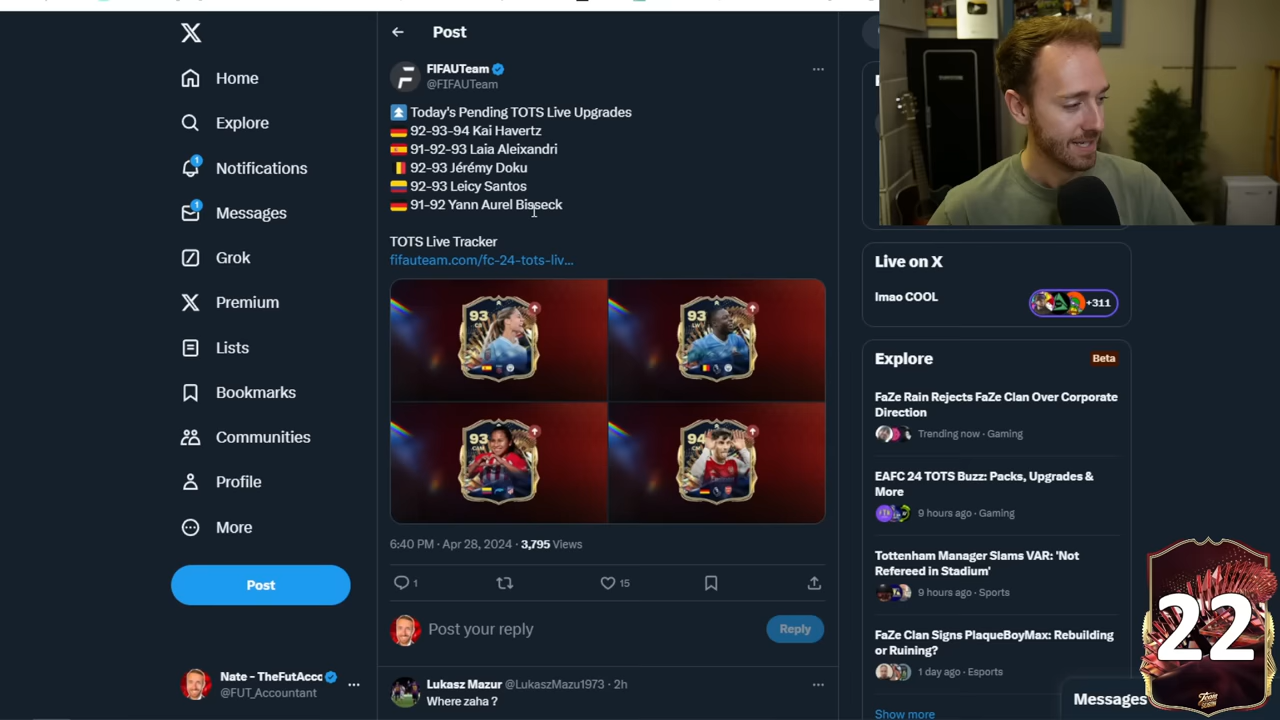 Home
Explore
1
Notifications
1
Messages
Grok
Premium
Lists
Bookmarks
Communities
Profile
More
Post
Nate - TheFutAcc
@FUT_Accountant
Post
FIFAUTeam
@FIFAUTeam
Today's Pending TOTS Live Upgrades
92-93-94 Kai Havertz
91-92-93 Laia Aleixandri
92-93 Jérémy Doku
92-93 Leicy Santos
91-92 Yann Aurel Bisseck
TOTS Live Tracker
fifauteam.com/fc-24-tots-liv...
93
93
93
94
6:40 PM · Apr 28, 2024 · 3,795 Views
1
15
Post your reply
Reply
Lukasz Mazur @LukaszMazu1973 · 2h
Where zaha ?
Live on X
lmao COOL
+311
Explore
Beta
FaZe Rain Rejects FaZe Clan Over Corporate
Direction
Trending now · Gaming
EAFC 24 TOTS Buzz: Packs, Upgrades &
More
9 hours ago · Gaming
Tottenham Manager Slams VAR: 'Not
Refereed in Stadium'
9 hours ago · Sports
FaZe Clan Signs PlaqueBoyMax: Rebuilding
or Ruining?
1 day ago · Esports
Show more
Messages
22